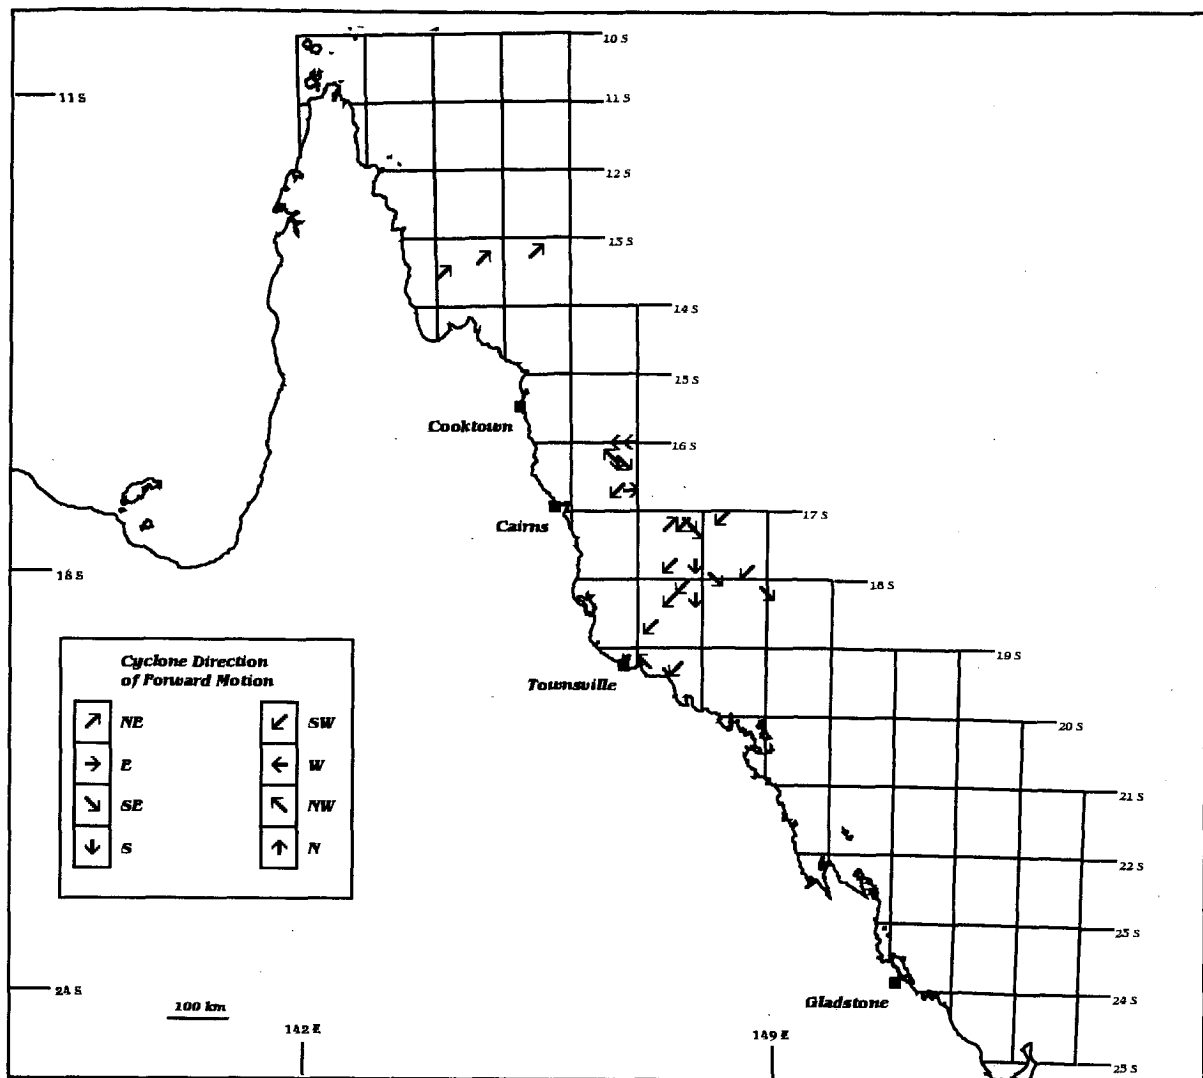 10 S
11 S
11 S
12 S
13 S
14 S
15 S
Cooktown
16 S
Cairns
17 S
18 S
18 S
19 S
Cyclone Direction
of Forward Motion
Townsville
NE
SW
20 S
E
W
SE
NW
21 S
S
N
22 S
23 S
24 S
24 S
Gladstone
100 km
142 E
149 E
25 S